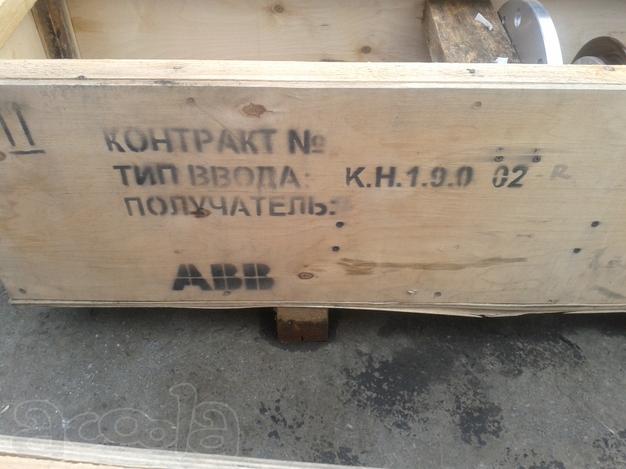 КОНТРАКТ №
ТИП ВВОДА: К.Н.1.9.0 02
ПОЛУЧАТЕЛЬ:
ABB